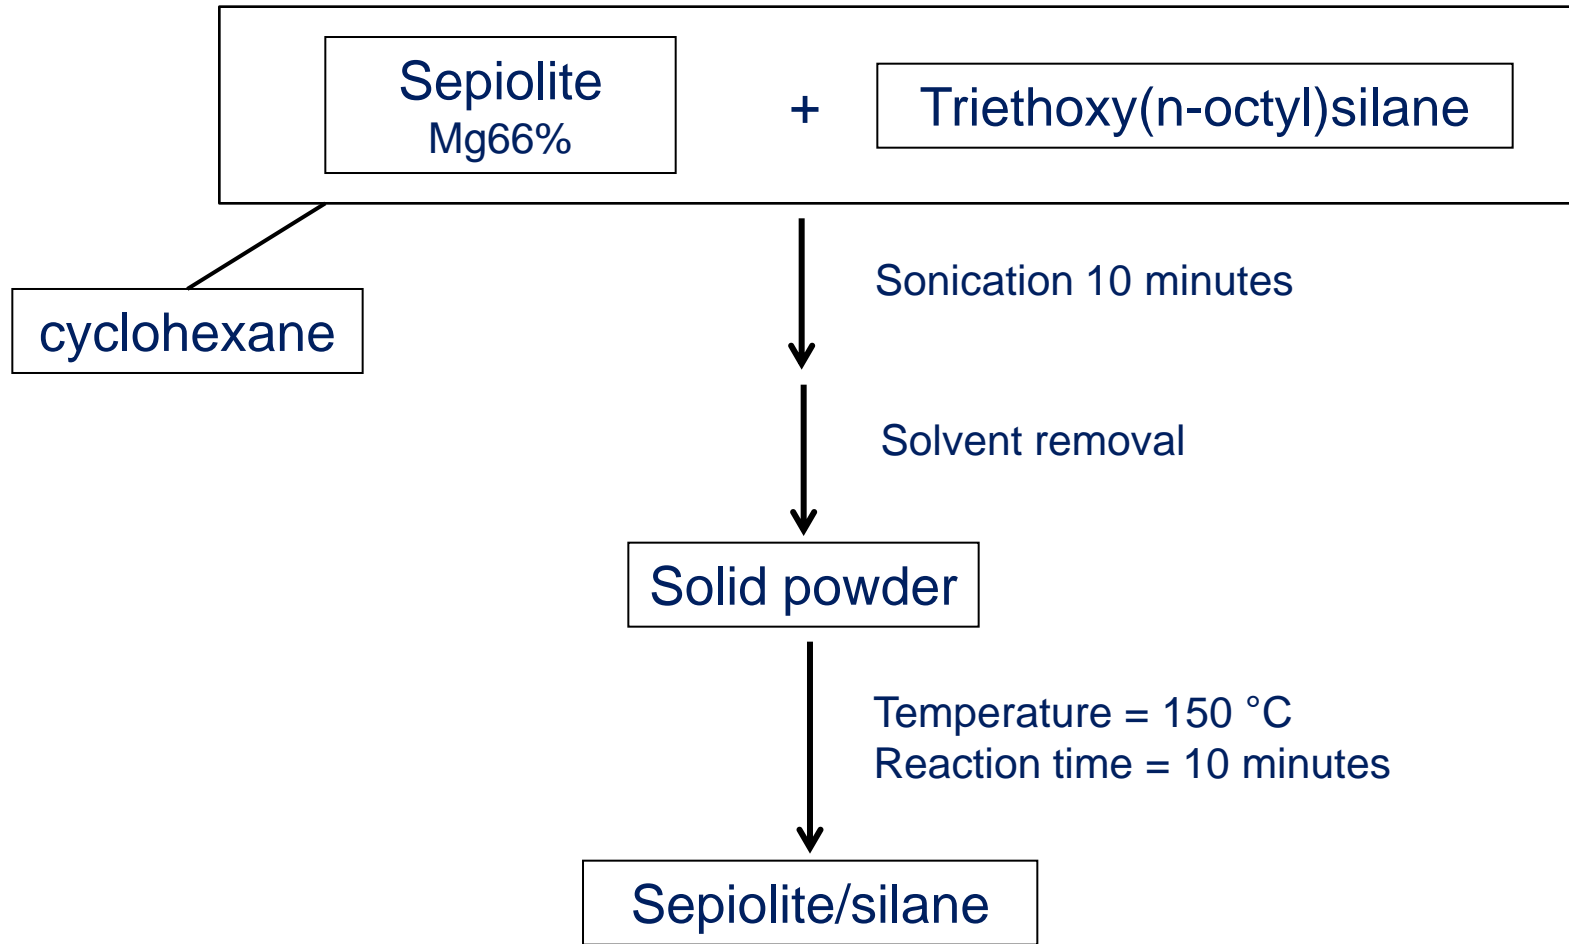 Sepiolite
Mg66%
+
Triethoxy(n-octyl)silane
cyclohexane
Sonication 10 minutes
Solvent removal
Solid powder
Temperature = 150 °C
Reaction time = 10 minutes
Sepiolite/silane